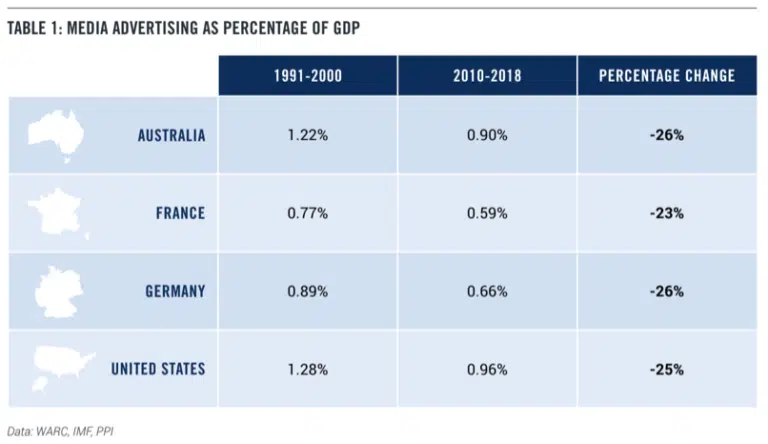 TABLE 1: MEDIA ADVERTISING AS PERCENTAGE OF GDP
1991-2000 2010-2018 PERCENTAGE CHANGE
AUSTRALIA 1.22% 0.90% -26%
FRANCE 0.77% 0.59% -23%
GERMANY 0.89% 0.66% -26%
UNITED STATES 1.28% 0.96% -25%
Data: WARC, IMF, PPI